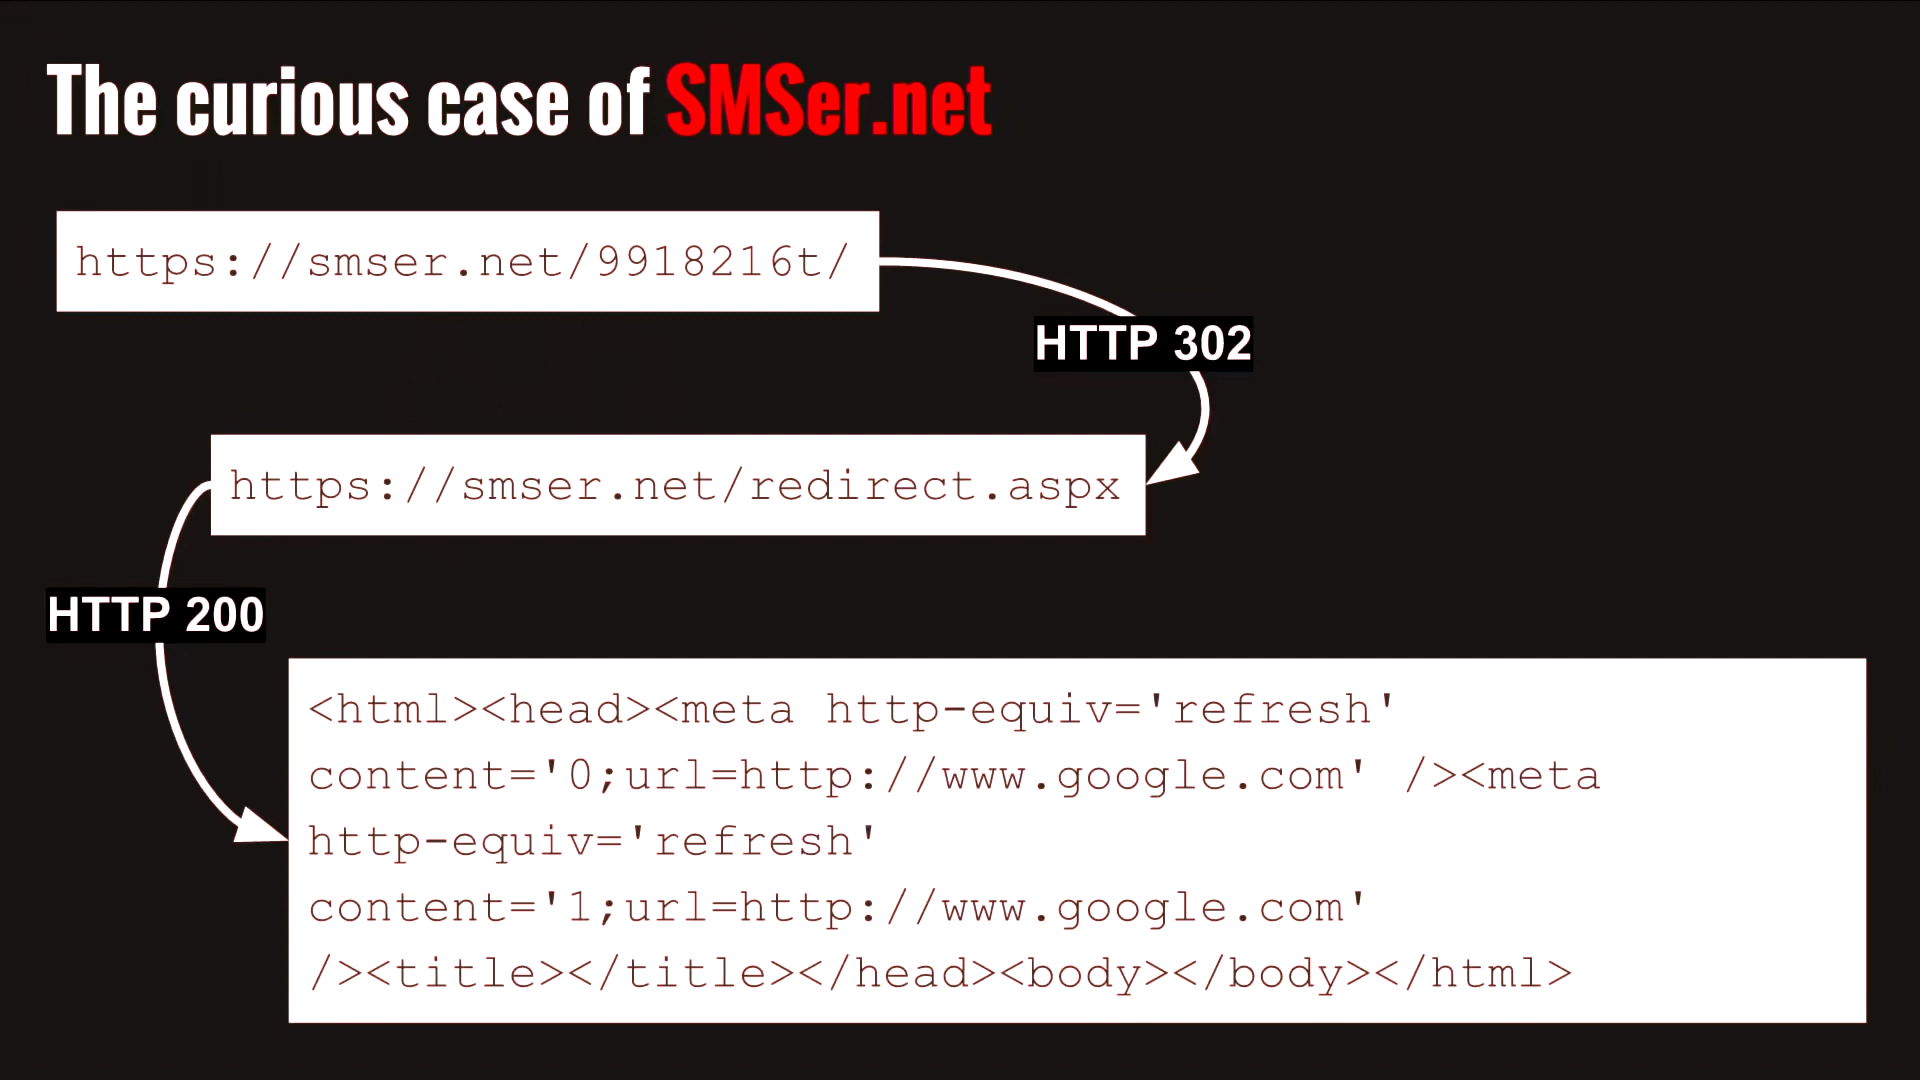 The curious case of SMSer.net
https://smser.net/9918216t/
HTTP 302
https://smser.net/redirect.aspx
HTTP 200
<html><head><meta http-equiv='refresh'
content='0;url=http://www.google.com' /><meta
http-equiv='refresh'
content='1;url=http://www.google.com'
/><title></title></head><body></body></html>